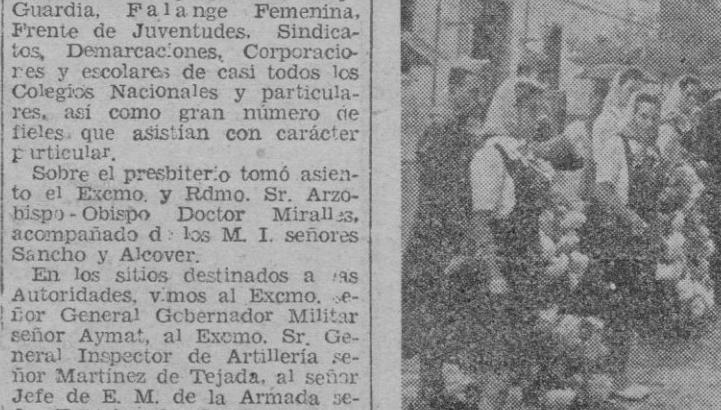 Guardia, Falange Femenina,
Frente de Juventudes, Sindica-
tos, Demarcaciones, Corporacio-
nes y escolares de casi todos los
Colegios Nacionales y particula-
res, así como gran número de
fieles que asistían con carácter
particular.
Sobre el presbiterio tomó asien-
to el Excmo. y Rdmo. Sr. Arzo-
bispo-Obispo Doctor Miralles,
acompañado de los M. I. señores
Sancho y Alcover.
En los sitios destinados a las
Autoridades, vimos al Excmo. se-
ñor General Gobernador Militar
señor Aymat, al Excmo. Sr. Ge-
neral Inspector de Artillería se-
ñor Martínez de Tejada, al señor
Jefe de E. M. de la Armada se-